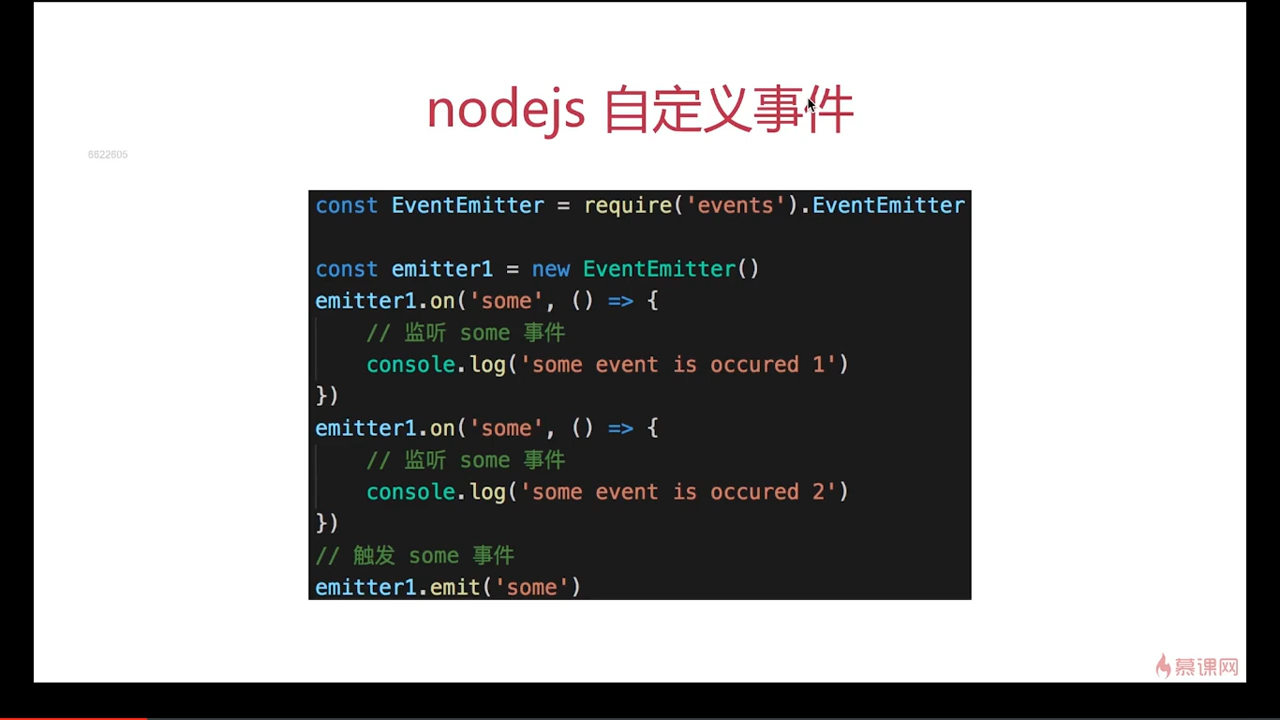 nodejs 自定义事件
6622605
const EventEmitter = require('events').EventEmitter
const emitter1 = new EventEmitter()
emitter1.on('some', () => {
    // 监听 some 事件
    console.log('some event is occured 1')
})
emitter1.on('some', () => {
    // 监听 some 事件
    console.log('some event is occured 2')
})
// 触发 some 事件
emitter1.emit('some')
慕课网